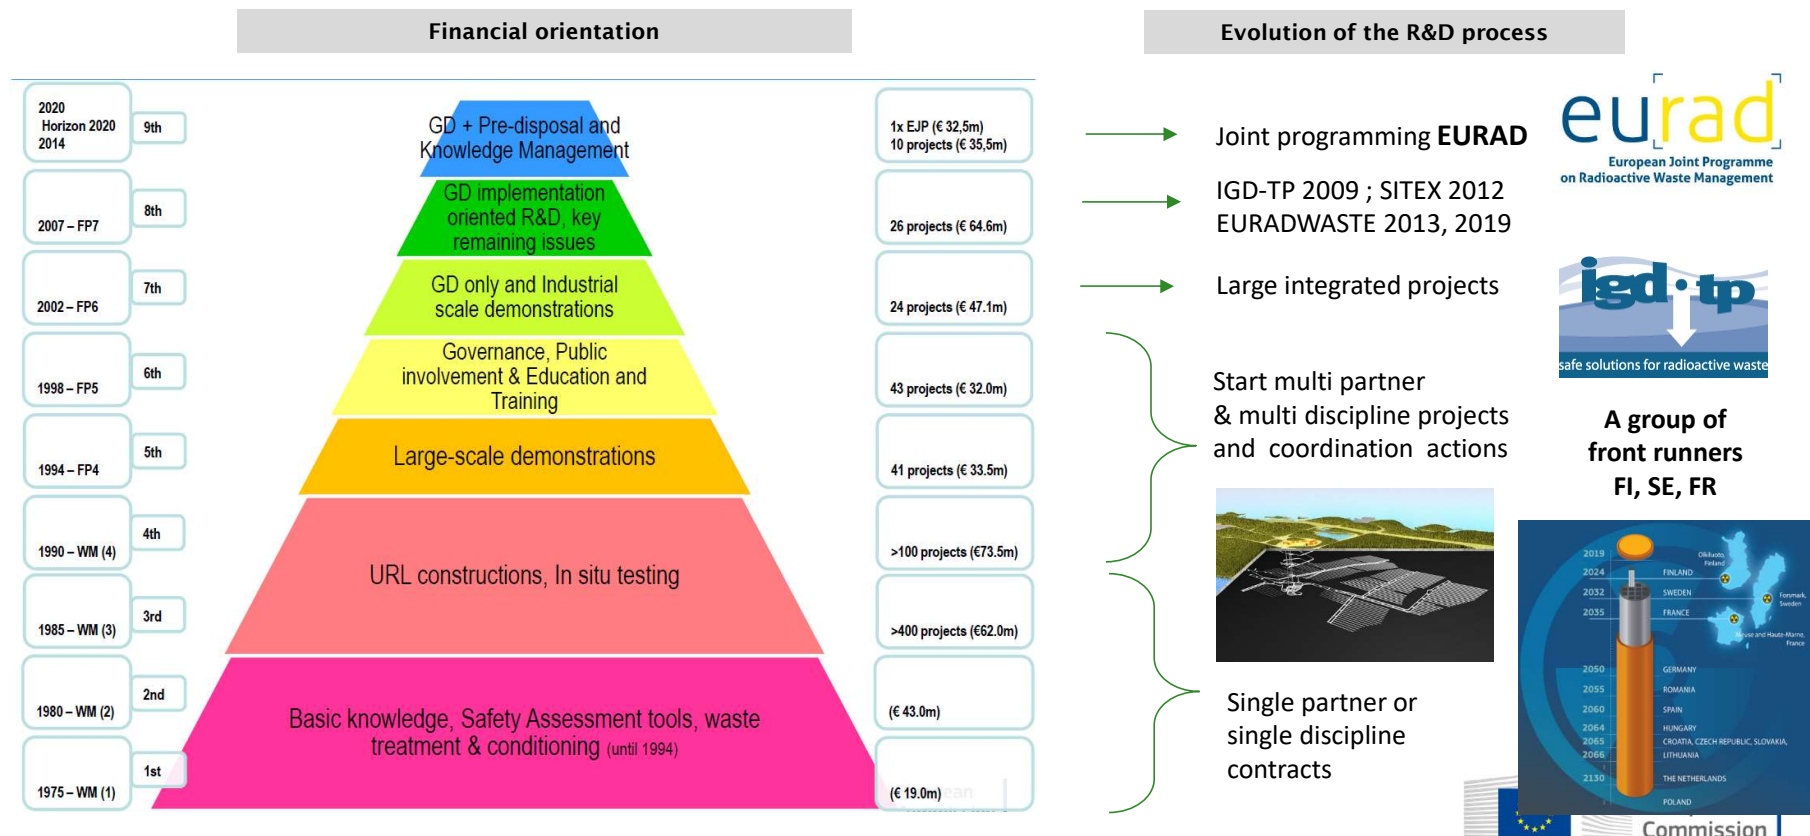 Financial orientation
Evolution of the R&D process
2020
Horizon 2020
2014
9th
GD + Pre-disposal and
Knowledge Management
1x EJP (€ 32,5m)
10 projects (€ 35,5m)
2007 – FP7
8th
GD implementation
oriented R&D, key
remaining issues
26 projects (€ 64.6m)
2002 – FP6
7th
GD only and Industrial
scale demonstrations
24 projects (€ 47.1m)
1998 – FP5
6th
Governance, Public
involvement & Education and
Training
43 projects (€ 32.0m)
1994 – FP4
5th
Large-scale demonstrations
41 projects (€ 33.5m)
1990 – WM (4)
4th
>100 projects (€73.5m)
URL constructions, In situ testing
1985 – WM (3)
3rd
>400 projects (€62.0m)
1980 – WM (2)
2nd
(€ 43.0m)
Basic knowledge, Safety Assessment tools, waste
treatment & conditioning (until 1994)
1975 – WM (1)
1st
(€ 19.0m)
Joint programming EURAD
IGD-TP 2009 ; SITEX 2012
EURADWASTE 2013, 2019
Large integrated projects
Start multi partner
& multi discipline projects
and coordination actions
Single partner or
single discipline
contracts
eurad
European Joint Programme
on Radioactive Waste Management
igd·tp
safe solutions for radioactive waste
A group of
front runners
FI, SE, FR
2019
Olkiluoto,
Finland
2024 FINLAND
2032 SWEDEN
Forsmark,
Sweden
2035 FRANCE
Meuse and Haute-Marne,
France
2050 GERMANY
2055 ROMANIA
2060 SPAIN
2064 HUNGARY
2065 CROATIA, CZECH REPUBLIC, SLOVAKIA,
2066 LITHUANIA
2130 THE NETHERLANDS
POLAND
Commission